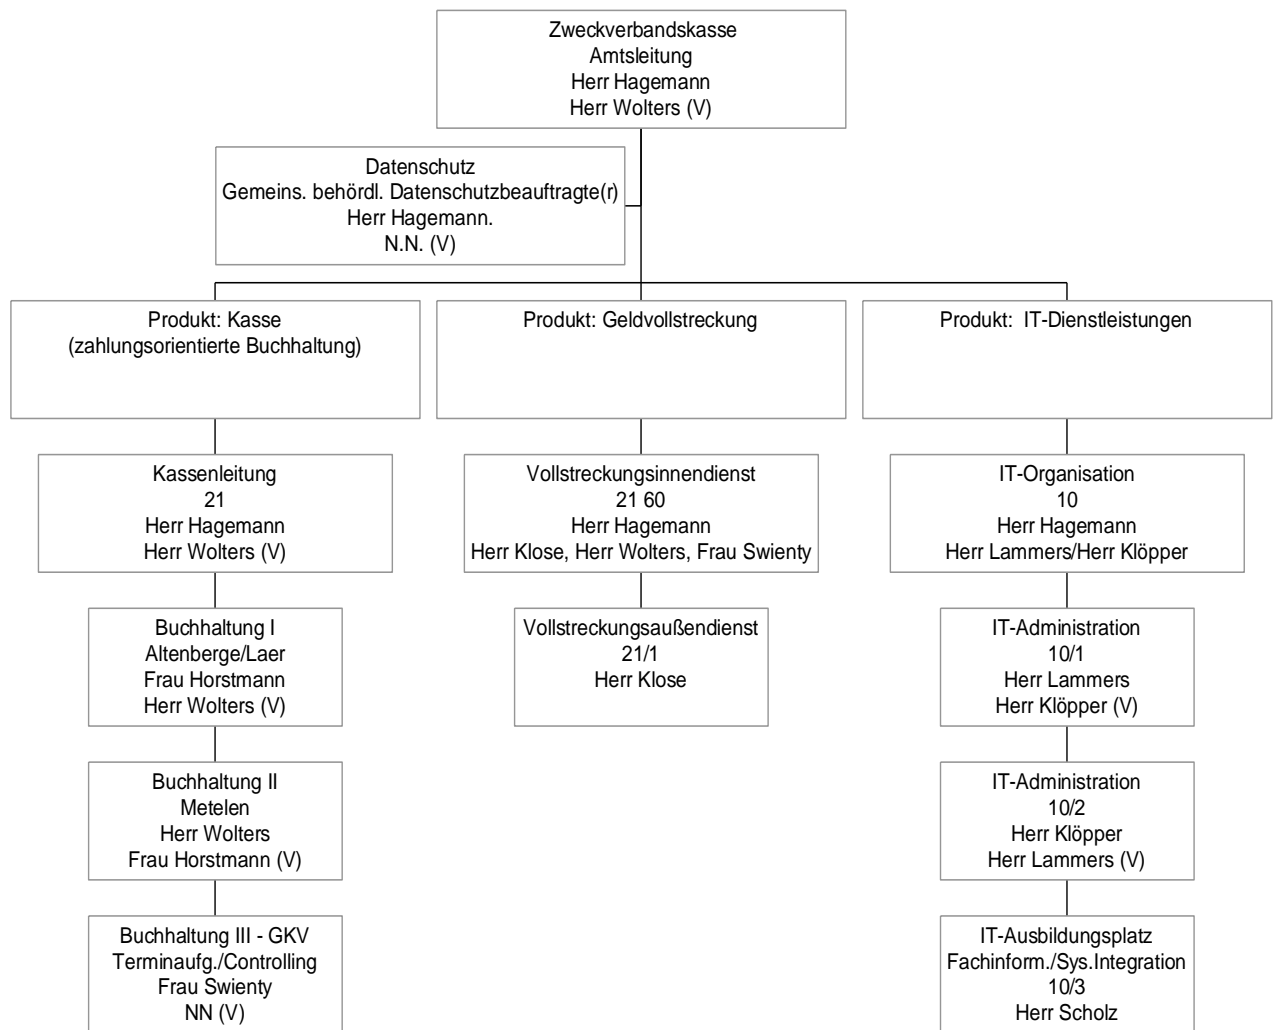 Zweckverbandskasse
Amtsleitung
Herr Hagemann
Herr Wolters (V)
Datenschutz
Gemeins. behördl. Datenschutzbeauftragte(r)
Herr Hagemann.
N.N. (V)
Produkt: Kasse
(zahlungsorientierte Buchhaltung)
Produkt: Geldvollstreckung
Produkt:  IT-Dienstleistungen
Kassenleitung
21
Herr Hagemann
Herr Wolters (V)
Vollstreckungsinnendienst
21 60
Herr Hagemann
Herr Klose, Herr Wolters, Frau Swienty
IT-Organisation
10
Herr Hagemann
Herr Lammers/Herr Klöpper
Buchhaltung I
Altenberge/Laer
Frau Horstmann
Herr Wolters (V)
Vollstreckungsaußendienst
21/1
Herr Klose
IT-Administration
10/1
Herr Lammers
Herr Klöpper (V)
Buchhaltung II
Metelen
Herr Wolters
Frau Horstmann (V)
IT-Administration
10/2
Herr Klöpper
Herr Lammers (V)
Buchhaltung III - GKV
Terminaufg./Controlling
Frau Swienty
NN (V)
IT-Ausbildungsplatz
Fachinform./Sys.Integration
10/3
Herr Scholz